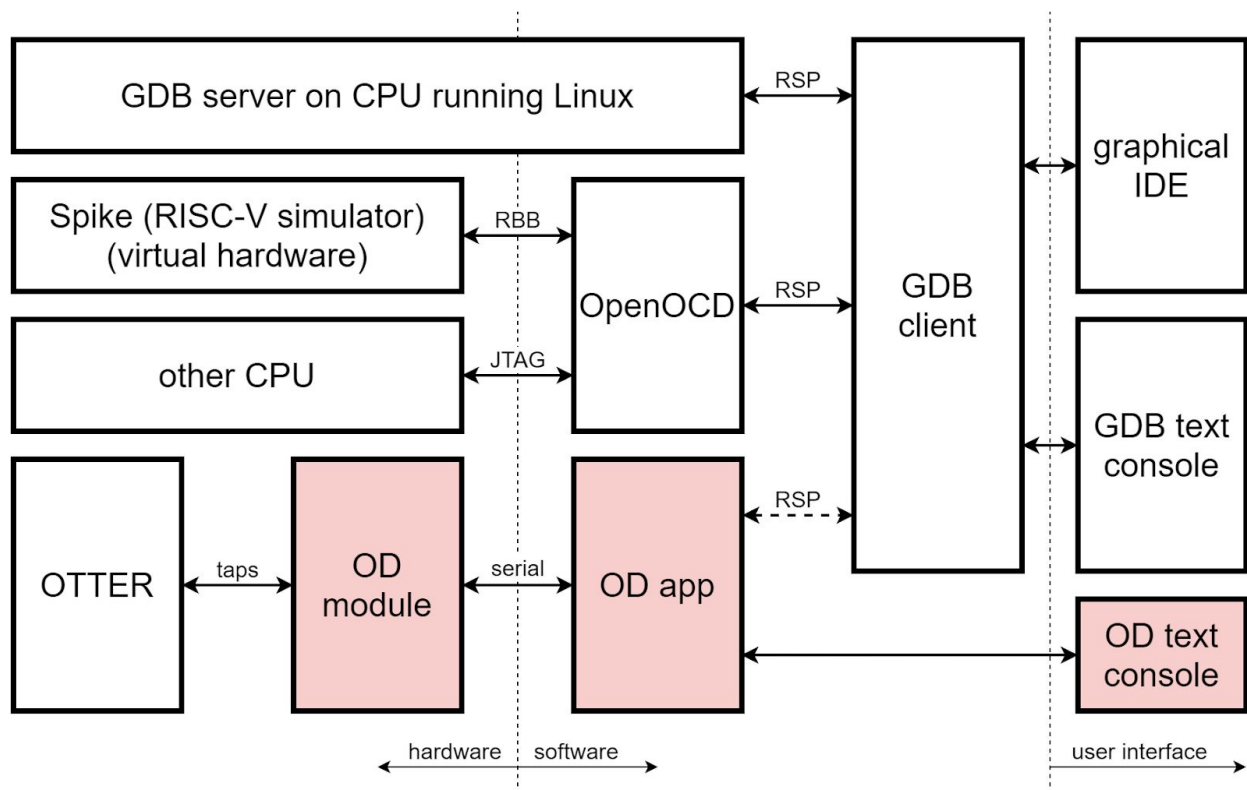 GDB server on CPU running Linux
RSP
graphical
IDE
Spike (RISC-V simulator)
(virtual hardware)
RBB
OpenOCD
RSP
GDB
client
other CPU
JTAG
GDB text
console
OTTER
taps
OD
module
serial
OD app
RSP
OD text
console
hardware
software
user interface